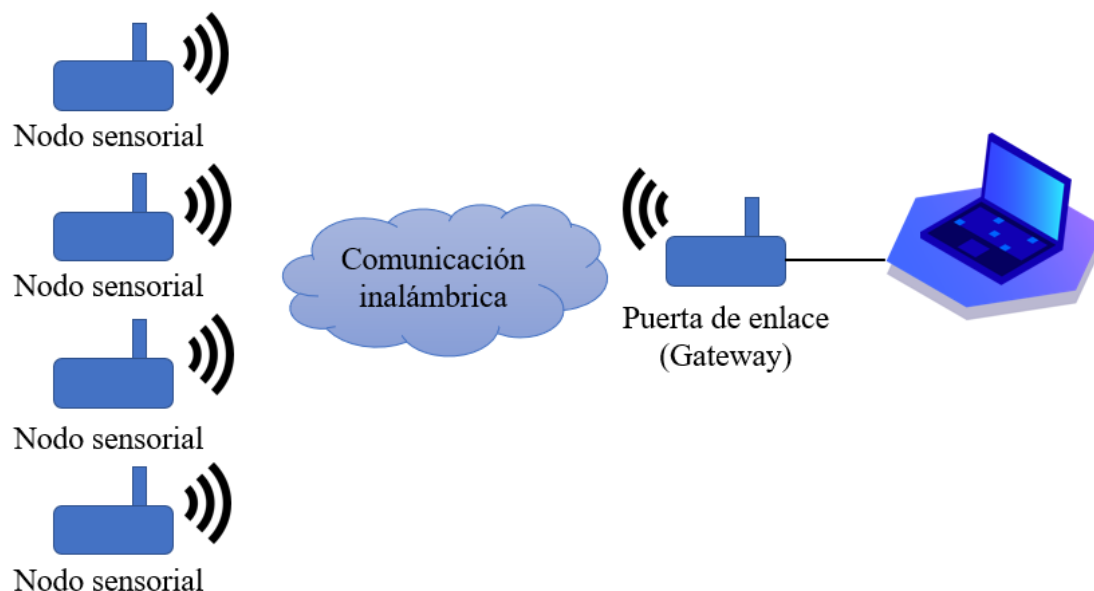 Nodo sensorial
Nodo sensorial
Nodo sensorial
Nodo sensorial
Comunicación
inalámbrica
Puerta de enlace
(Gateway)